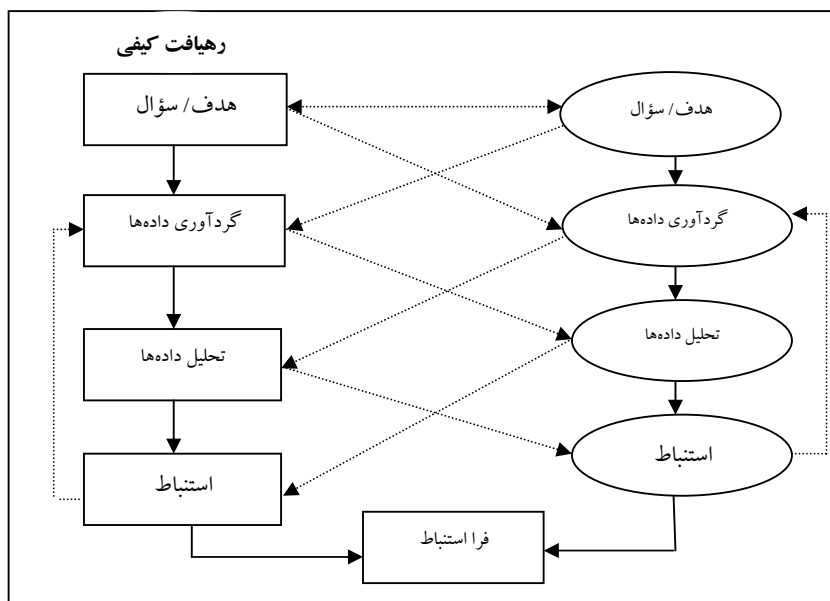 رهیافت کیفی
هدف/ سؤال
هدف/ سؤال
گردآوری داده‌ها
گردآوری داده‌ها
تحلیل داده‌ها
تحلیل داده‌ها
استنباط
استنباط
فرا استنباط